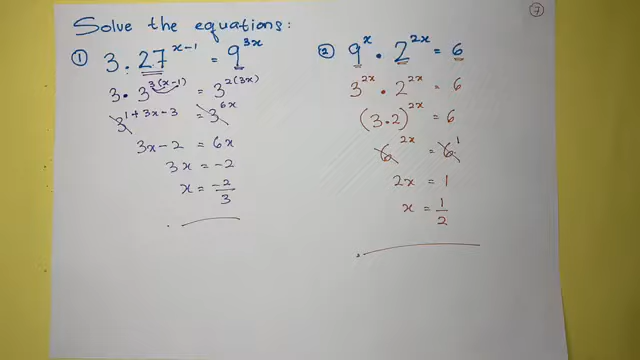 Solve the equations:
⑦
① 3 . 27^(x-1) = 9^(3x)
3 . 3^(3(x-1)) = 3^(2(3x))
3^(1+3x-3) = 3^(6x)
3x - 2 = 6x
3x = -2
x = -2/3
② 9^x . 2^(2x) = 6
3^(2x) . 2^(2x) = 6
(3.2)^(2x) = 6
6^(2x) = 6^1
2x = 1
x = 1/2